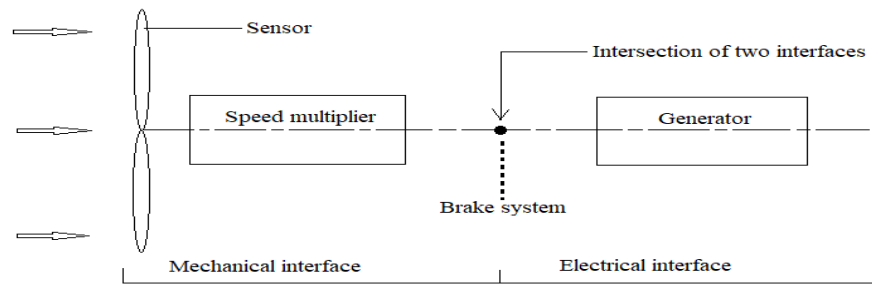 Sensor
Intersection of two interfaces
Speed multiplier
Generator
Brake system
Mechanical interface
Electrical interface